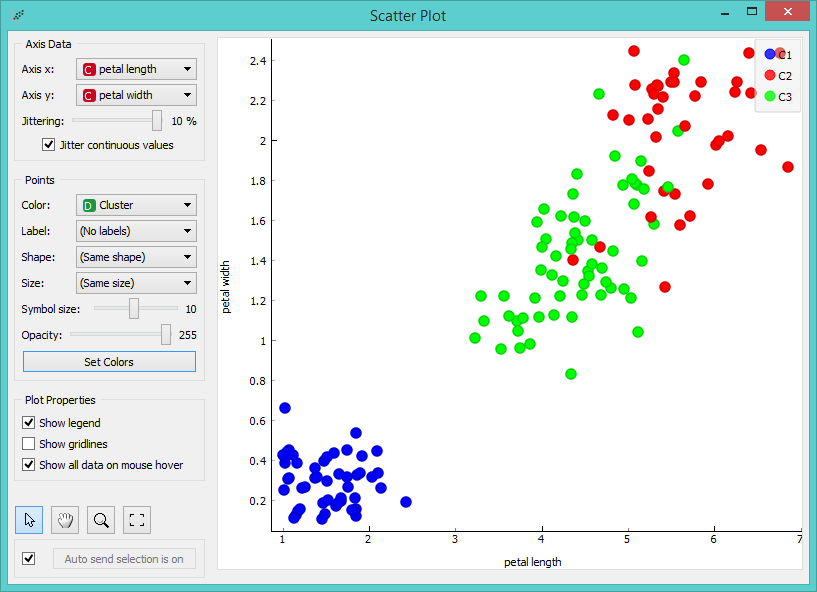 Scatter Plot
Axis Data
Axis x: C petal length
Axis y: C petal width
Jittering: 10 %
Jitter continuous values
Points
Color: D Cluster
Label: (No labels)
Shape: (Same shape)
Size: (Same size)
Symbol size: 10
Opacity: 255
Set Colors
Plot Properties
Show legend
Show gridlines
Show all data on mouse hover
Auto send selection is on
petal width
2.4
2.2
2
1.8
1.6
1.4
1.2
1
0.8
0.6
0.4
0.2
1 2 3 4 5 6 7
petal length
C1
C2
C3